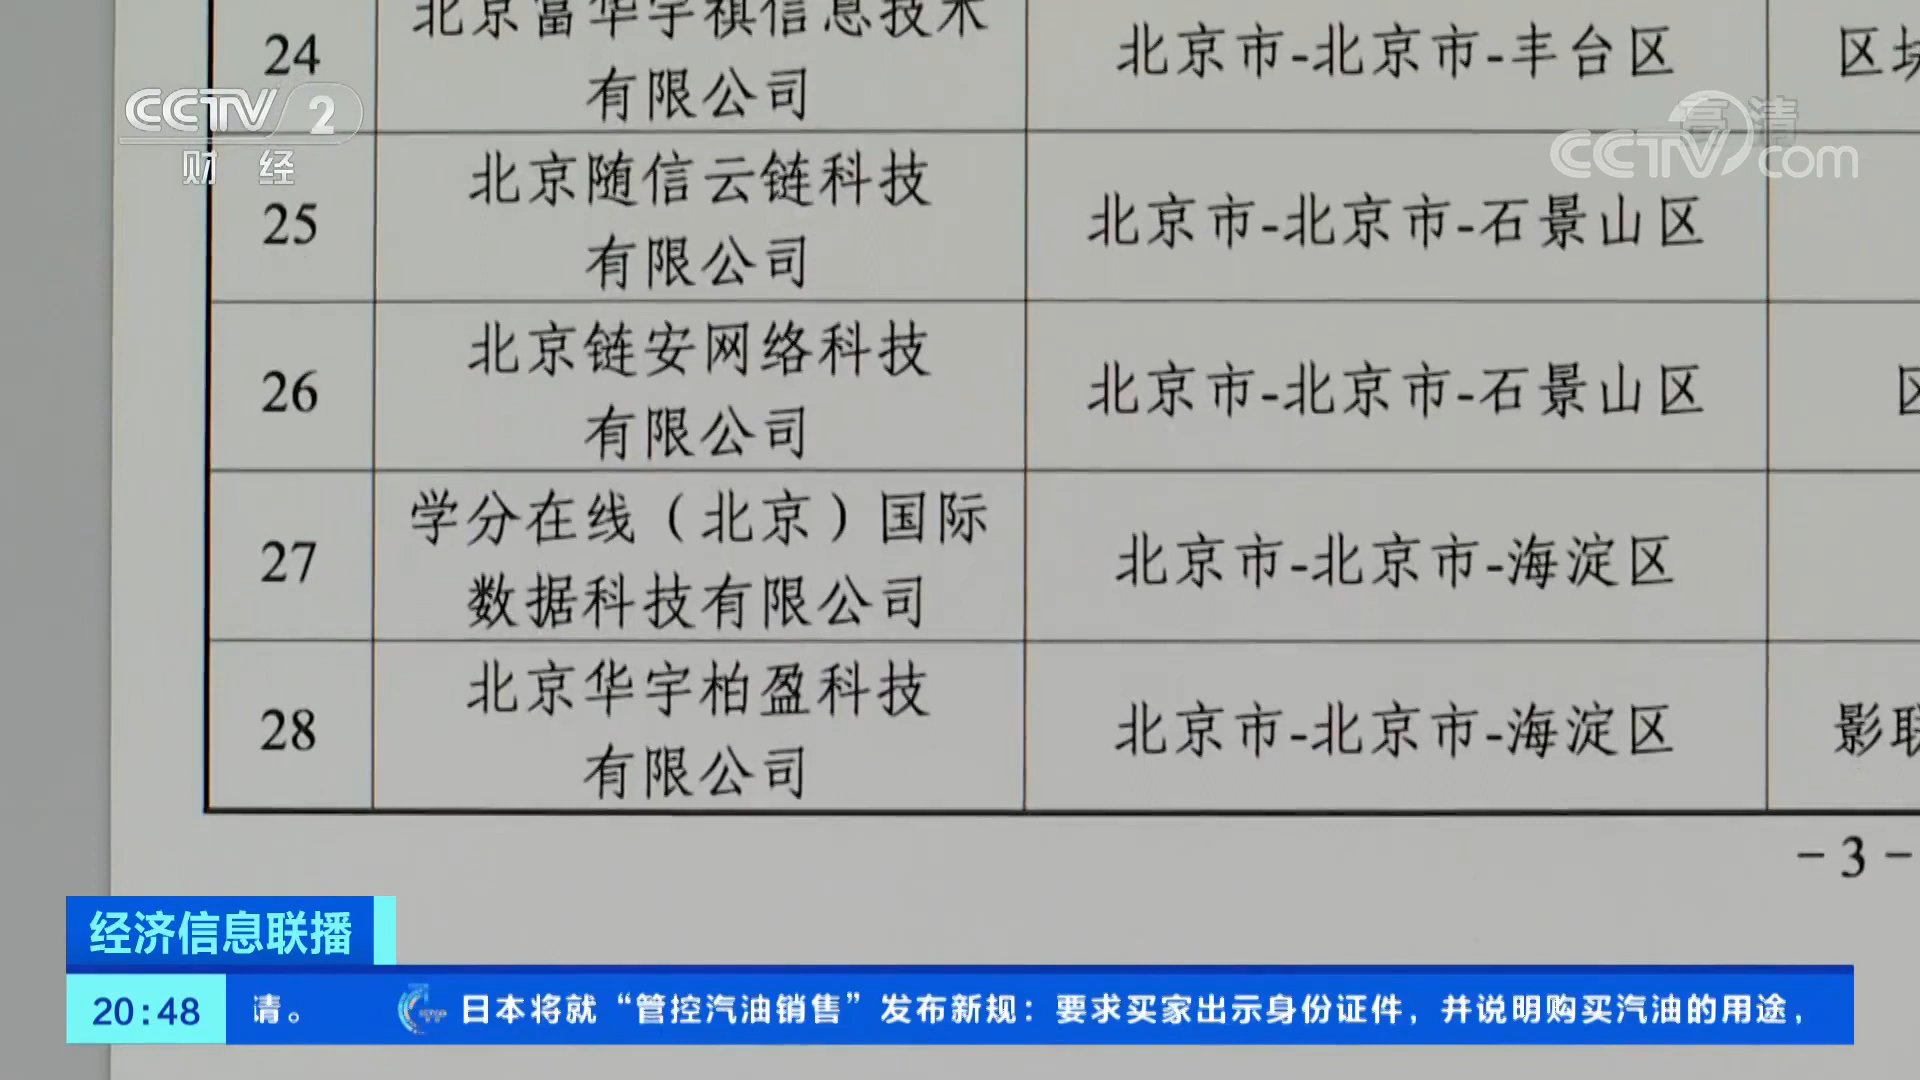 24
北京富华宇祺信息技术
有限公司
北京市-北京市-丰台区
区块
CCTV 2
财 经
高清
CCTV.com
25
北京随信云链科技
有限公司
北京市-北京市-石景山区
26
北京链安网络科技
有限公司
北京市-北京市-石景山区
区
27
学分在线（北京）国际
数据科技有限公司
北京市-北京市-海淀区
28
北京华宇柏盈科技
有限公司
北京市-北京市-海淀区
影联
-3-
经济信息联播
20:48
请。 日本将就“管控汽油销售”发布新规：要求买家出示身份证件，并说明购买汽油的用途，